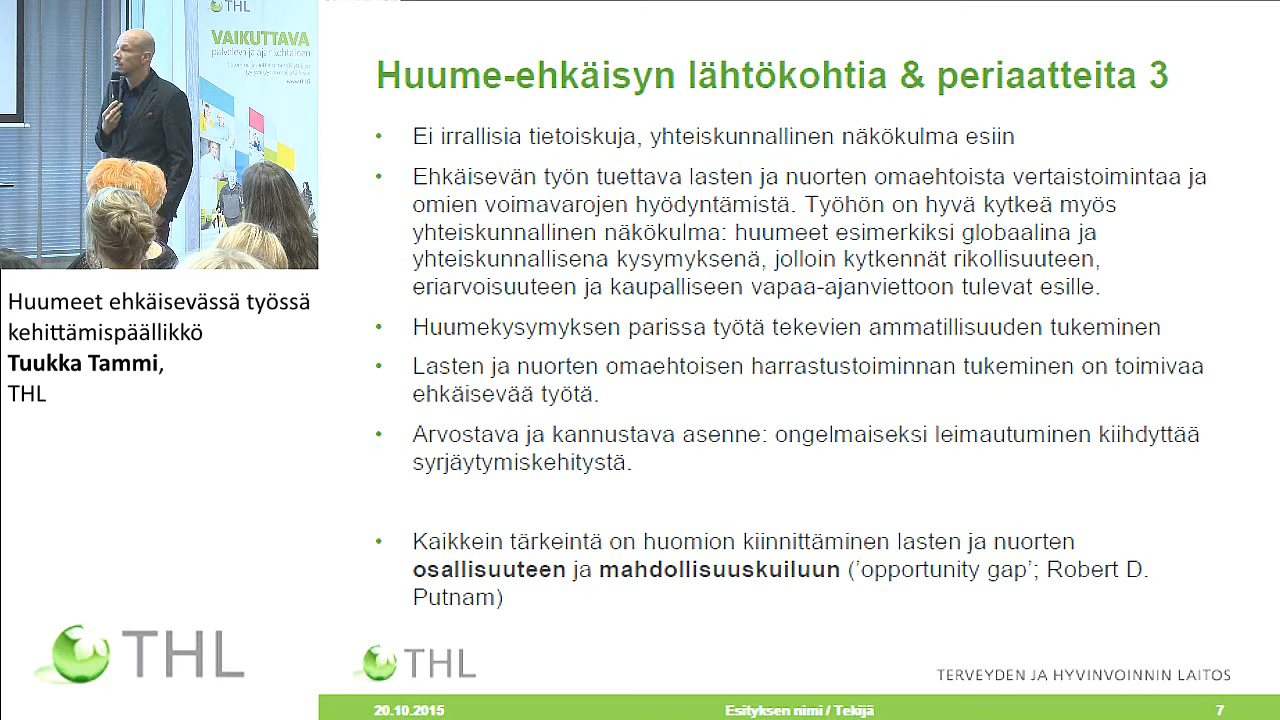 THL
VAIKUTTAVA
palveleva ja ajankohtainen
Huumeet ehkäisevässä työssä
kehittämispäällikkö
Tuukka Tammi,
THL
THL
Huume-ehkäisyn lähtökohtia & periaatteita 3
• Ei irrallisia tietoiskuja, yhteiskunnallinen näkökulma esiin
• Ehkäisevän työn tuettava lasten ja nuorten omaehtoista vertaistoimintaa ja
omien voimavarojen hyödyntämistä. Työhön on hyvä kytkeä myös
yhteiskunnallinen näkökulma: huumeet esimerkiksi globaalina ja
yhteiskunnallisena kysymyksenä, jolloin kytkennät rikollisuuteen,
eriarvoisuuteen ja kaupalliseen vapaa-ajanviettoon tulevat esille.
• Huumekysymyksen parissa työtä tekevien ammatillisuuden tukeminen
• Lasten ja nuorten omaehtoisen harrastustoiminnan tukeminen on toimivaa
ehkäisevää työtä.
• Arvostava ja kannustava asenne: ongelmaiseksi leimautuminen kiihdyttää
syrjäytymiskehitystä.
• Kaikkein tärkeintä on huomion kiinnittäminen lasten ja nuorten
osallisuuteen ja mahdollisuuskuiluun (’opportunity gap’; Robert D.
Putnam)
THL
TERVEYDEN JA HYVINVOINNIN LAITOS
20.10.2015
Esityksen nimi / Tekijä
7